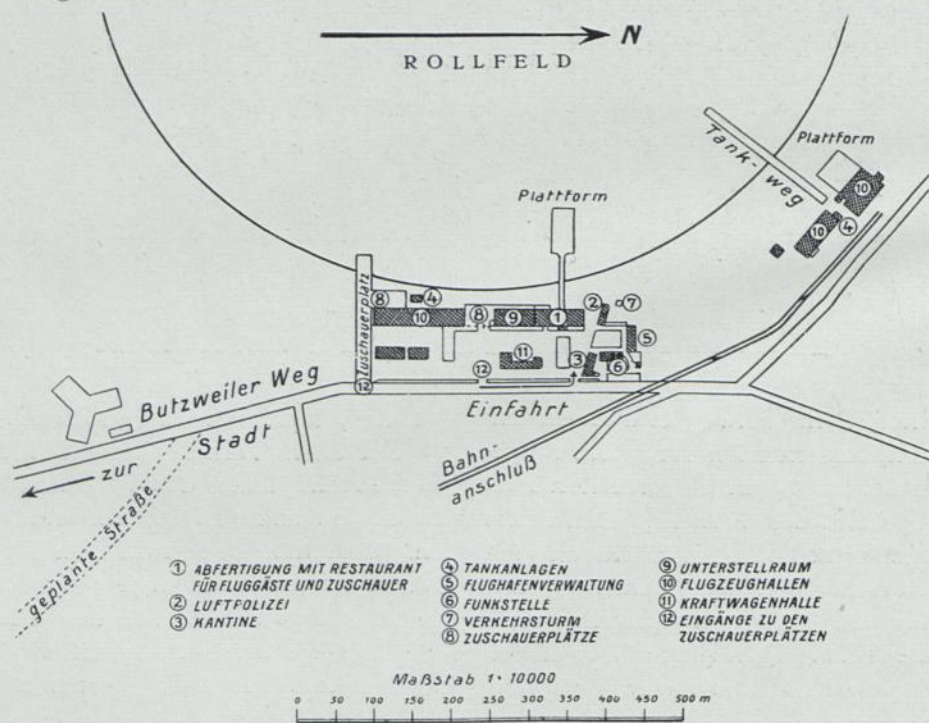 N
ROLLFELD
Tank-
weg
Plattform
10
10
4
Plattform
Zuschauerplatz
8
4
10
8
9
1
2
7
5
11
3
6
12
12
Butzweiler Weg
Einfahrt
zur Stadt
Bahn-
anschluß
geplante Straße
1 ABFERTIGUNG MIT RESTAURANT
FÜR FLUGGÄSTE UND ZUSCHAUER
2 LUFTPOLIZEI
3 KANTINE
4 TANKANLAGEN
5 FLUGHAFENVERWALTUNG
6 FUNKSTELLE
7 VERKEHRSTURM
8 ZUSCHAUERPLÄTZE
9 UNTERSTELLRAUM
10 FLUGZEUGHALLEN
11 KRAFTWAGENHALLE
12 EINGÄNGE ZU DEN
ZUSCHAUERPLÄTZEN
Maßstab 1:10000
0 50 100 150 200 250 300 350 400 450 500 m